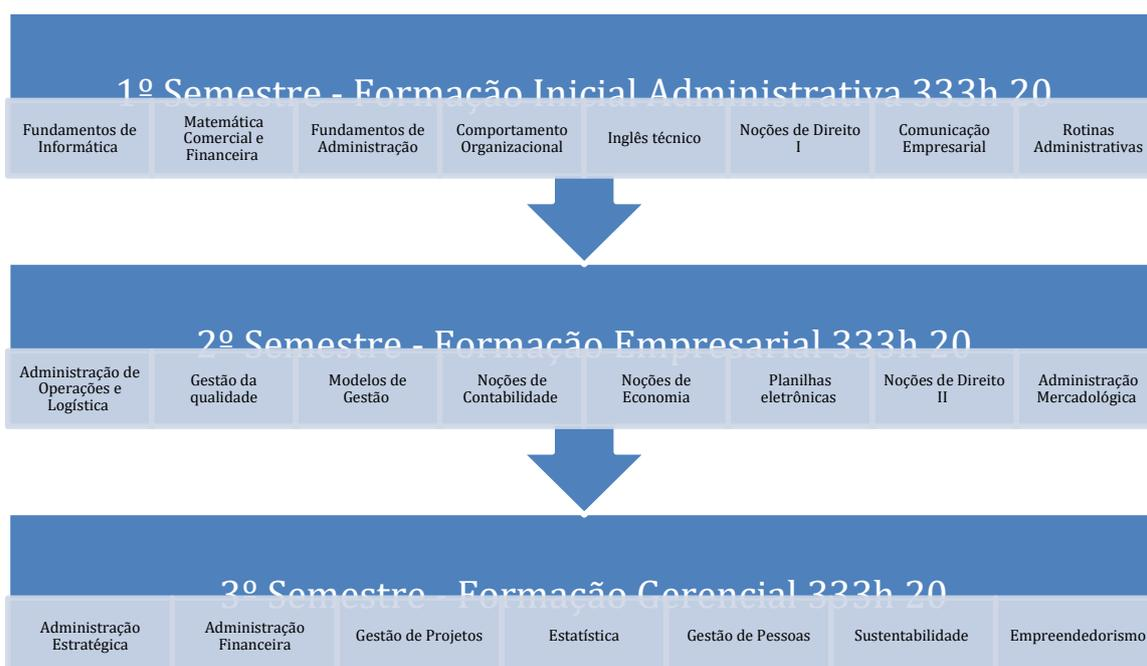 1º Semestre - Formação Inicial Administrativa 333h 20
Fundamentos de
Informática
Matemática
Comercial e
Financeira
Fundamentos de
Administração
Comportamento
Organizacional
Inglês técnico
Noções de Direito
I
Comunicação
Empresarial
Rotinas
Administrativas
2º Semestre - Formação Empresarial 333h 20
Administração de
Operações e
Logística
Gestão da
qualidade
Modelos de
Gestão
Noções de
Contabilidade
Noções de
Economia
Planilhas
eletrônicas
Noções de Direito
II
Administração
Mercadológica
3º Semestre - Formação Gerencial 333h 20
Administração
Estratégica
Administração
Financeira
Gestão de Projetos
Estatística
Gestão de Pessoas
Sustentabilidade
Empreendedorismo